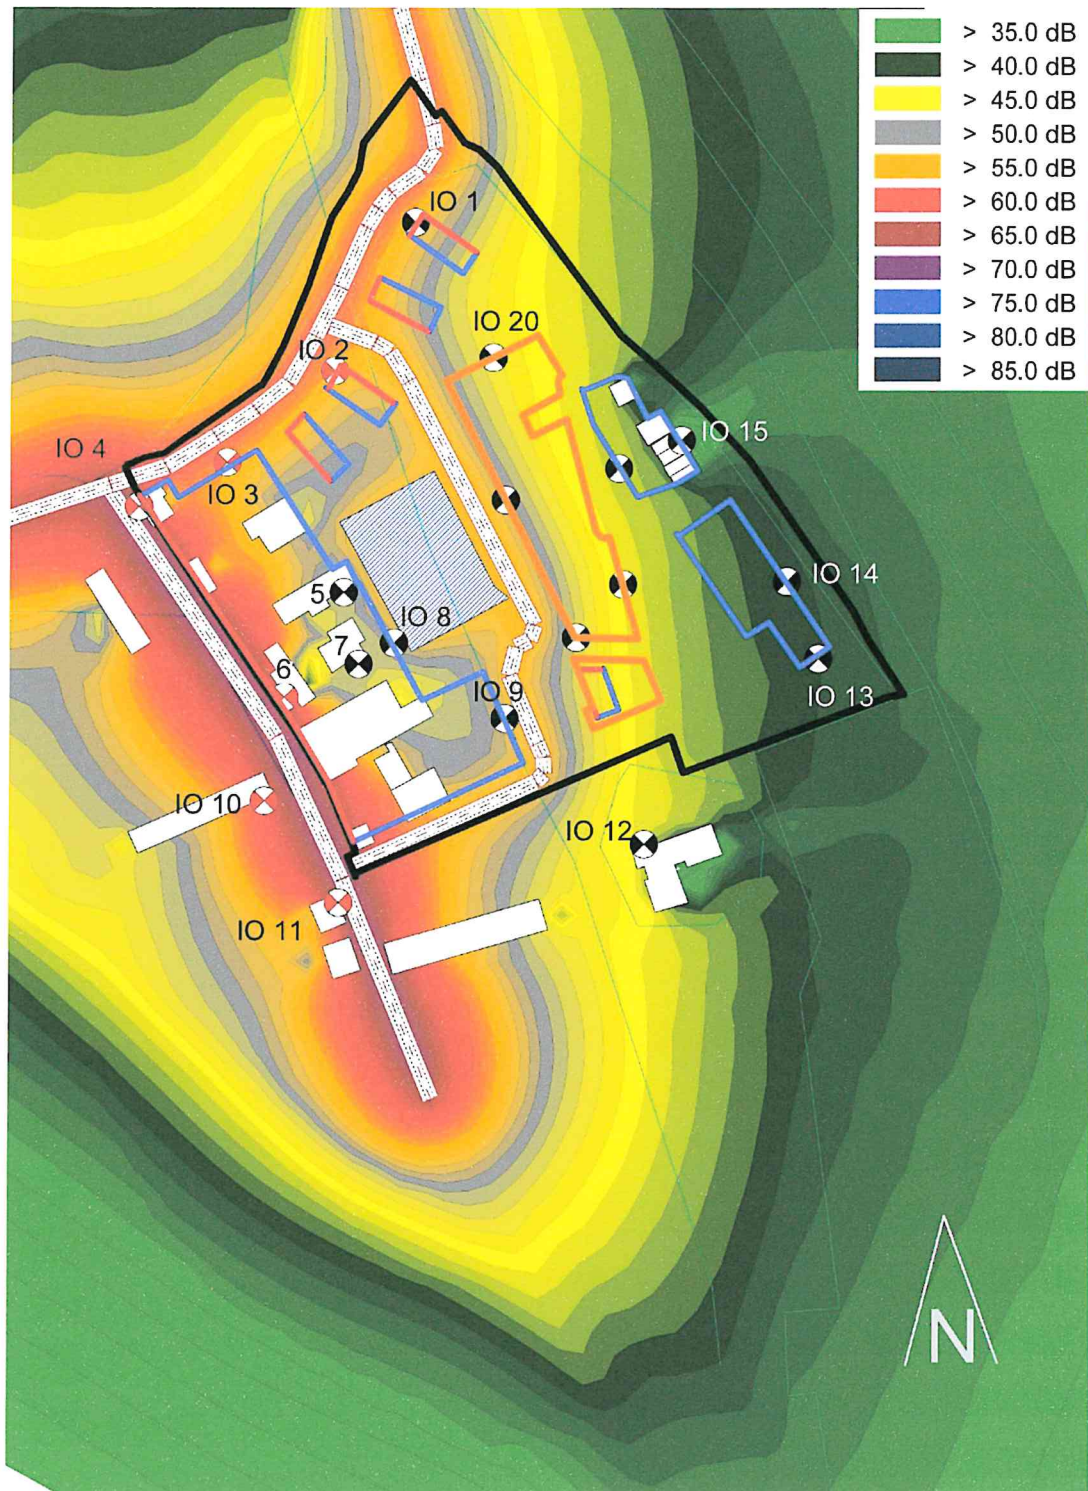 > 35.0 dB
> 40.0 dB
> 45.0 dB
> 50.0 dB
> 55.0 dB
> 60.0 dB
> 65.0 dB
> 70.0 dB
> 75.0 dB
> 80.0 dB
> 85.0 dB
IO 1
IO 20
IO 2
IO 15
IO 4
IO 3
IO 14
5
IO 8
7
6
IO 13
IO 9
IO 10
IO 12
IO 11
N